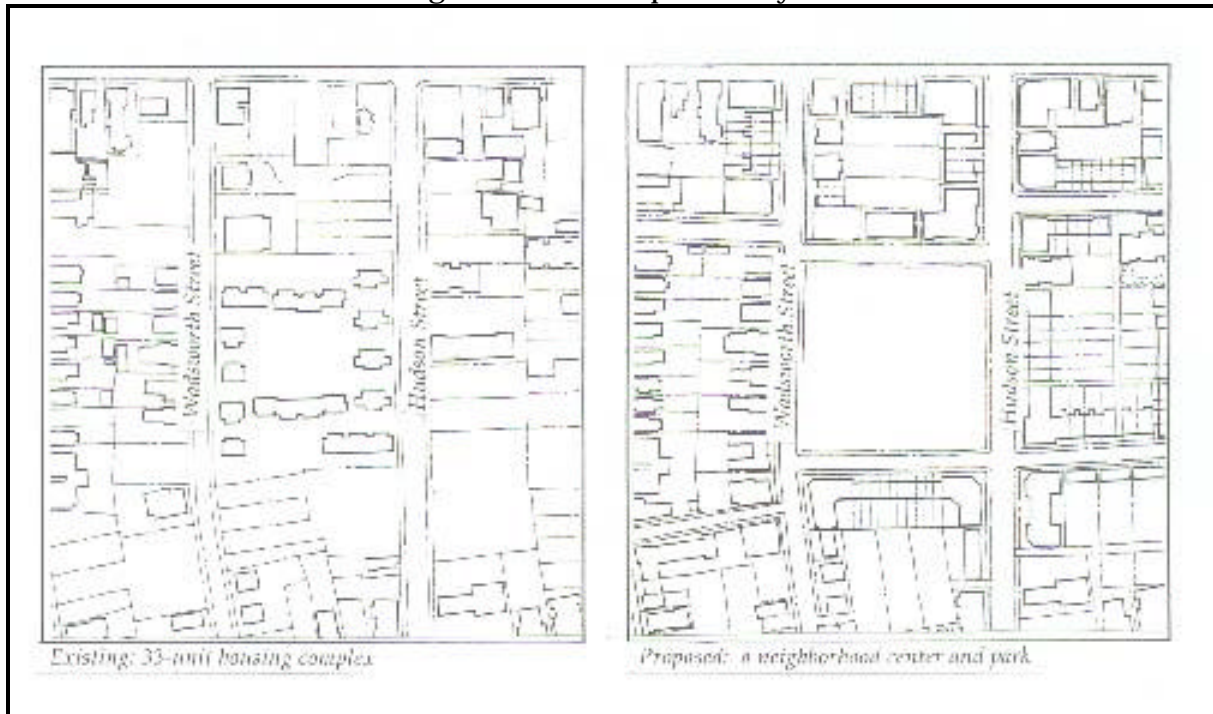 Wadsworth Street
Hudson Street
Existing: 33-unit housing complex
Wadsworth Street
Hudson Street
Proposed: a neighborhood center and park